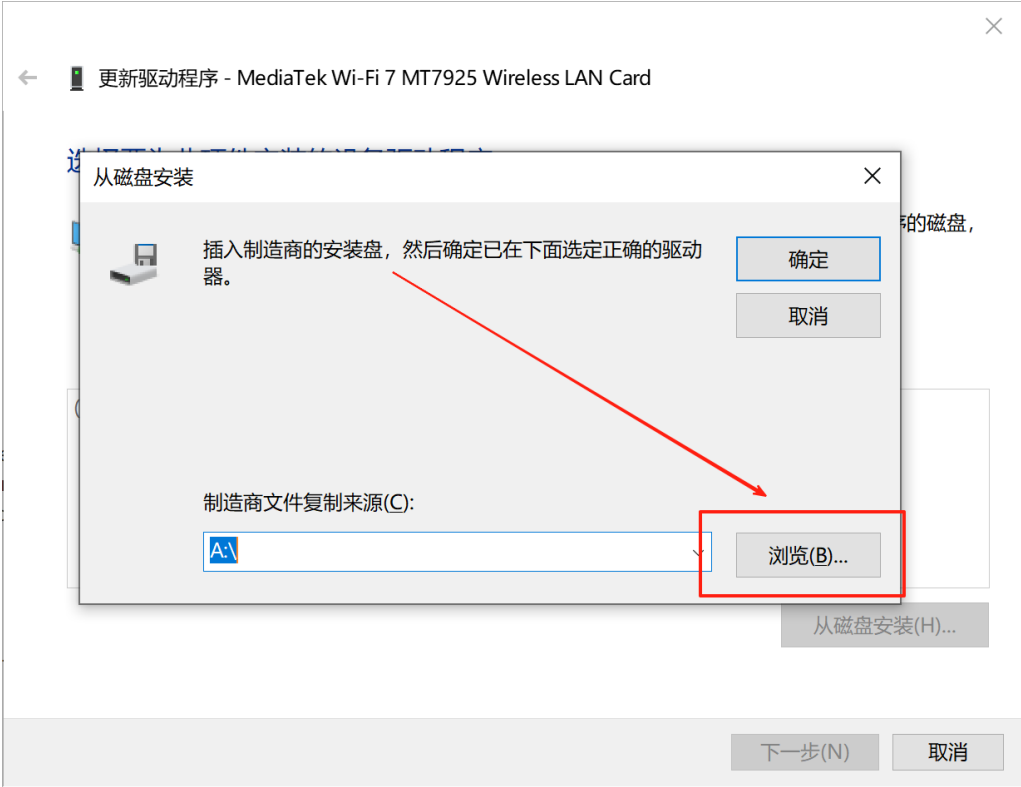 更新驱动程序 - MediaTek Wi-Fi 7 MT7925 Wireless LAN Card
从磁盘安装
的磁盘，
插入制造商的安装盘，然后确定已在下面选定正确的驱动
器。
确定
取消
制造商文件复制来源(C):
A:\
浏览(B)...
从磁盘安装(H)...
下一步(N)
取消